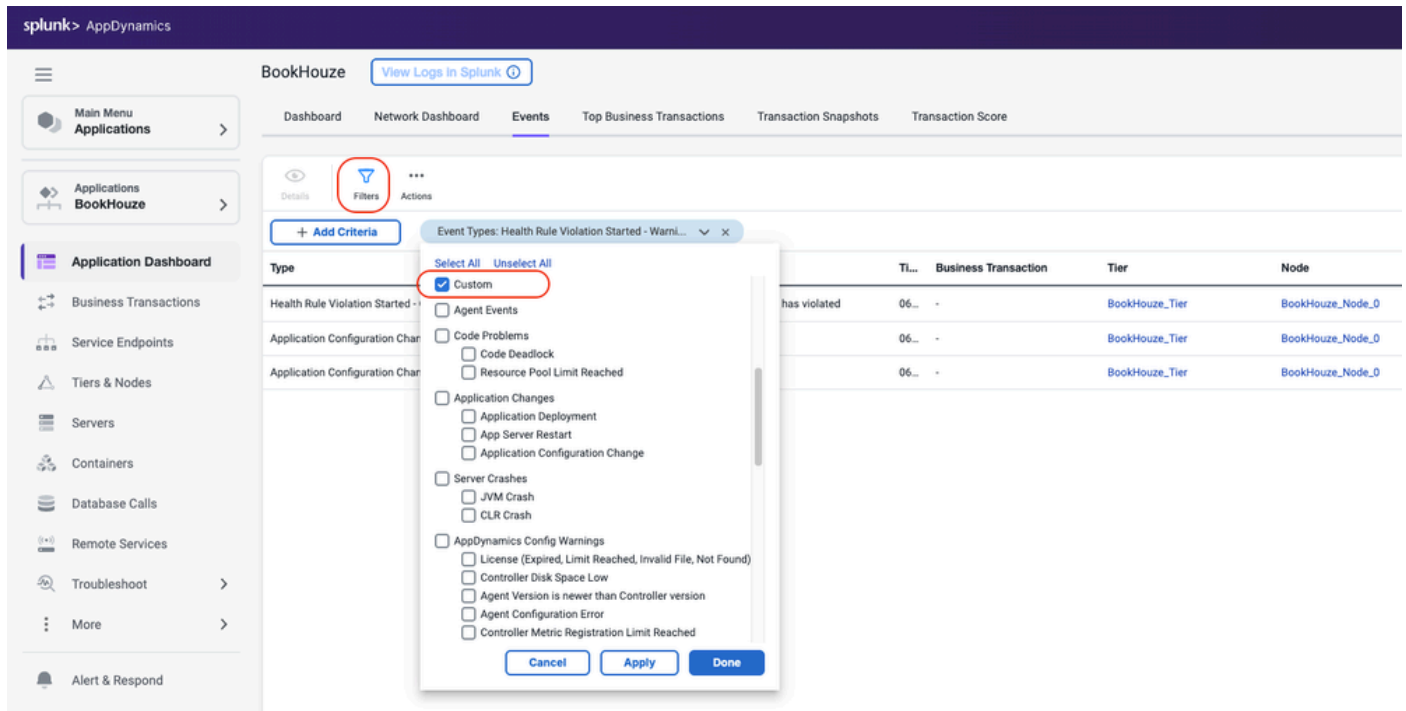 splunk> AppDynamics
BookHouze
View Logs in Splunk
Main Menu
Applications
Dashboard
Network Dashboard
Events
Top Business Transactions
Transaction Snapshots
Transaction Score
Applications
BookHouze
Details
Filters
Actions
+ Add Criteria
Event Types: Health Rule Violation Started - Warni...
Application Dashboard
Business Transactions
Service Endpoints
Tiers & Nodes
Servers
Containers
Database Calls
Remote Services
Troubleshoot
More
Alert & Respond
Type
Ti...
Business Transaction
Tier
Node
Health Rule Violation Started -
has violated
06...
-
BookHouze_Tier
BookHouze_Node_0
Application Configuration Chan
06...
-
BookHouze_Tier
BookHouze_Node_0
Application Configuration Chan
06...
-
BookHouze_Tier
BookHouze_Node_0
Select All
Unselect All
Custom
Agent Events
Code Problems
Code Deadlock
Resource Pool Limit Reached
Application Changes
Application Deployment
App Server Restart
Application Configuration Change
Server Crashes
JVM Crash
CLR Crash
AppDynamics Config Warnings
License (Expired, Limit Reached, Invalid File, Not Found)
Controller Disk Space Low
Agent Version is newer than Controller version
Agent Configuration Error
Controller Metric Registration Limit Reached
Cancel
Apply
Done